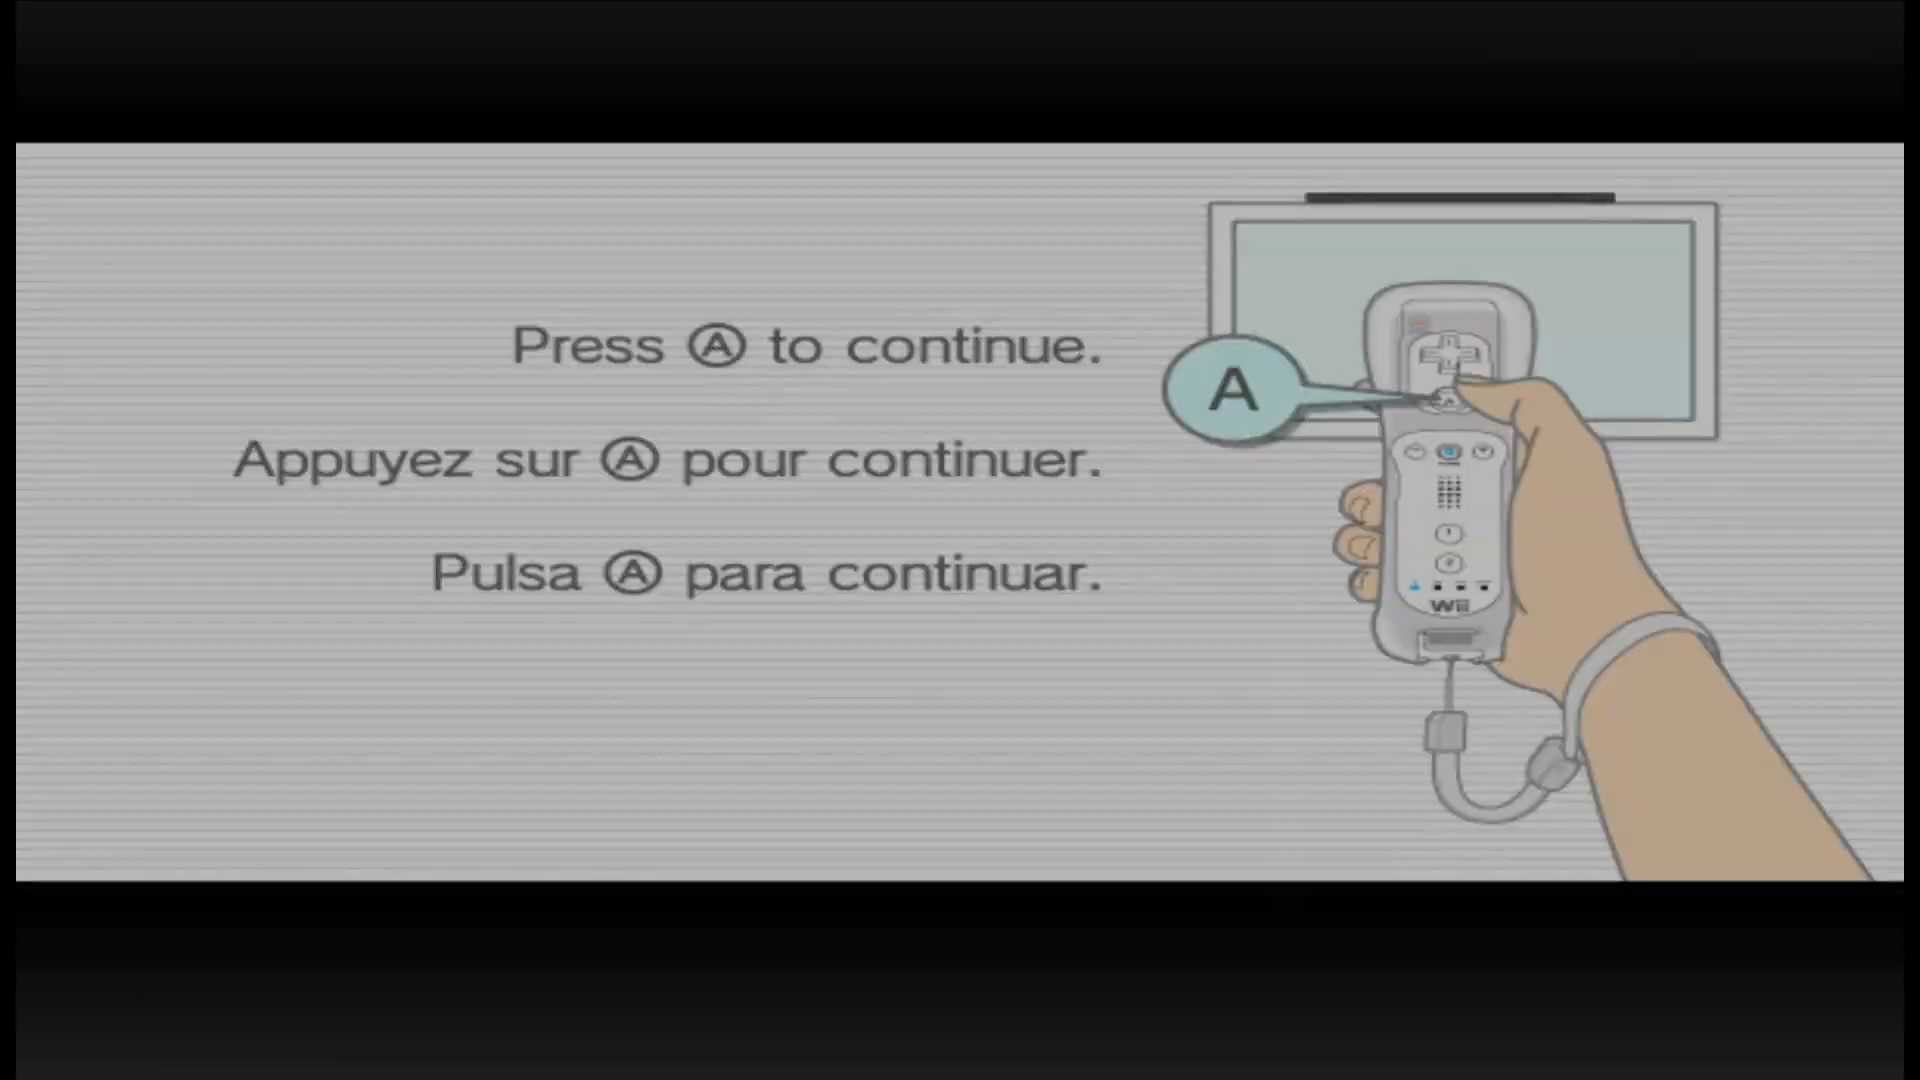 Press Ⓐ to continue.
Appuyez sur Ⓐ pour continuer.
Pulsa Ⓐ para continuar.
A
Wii